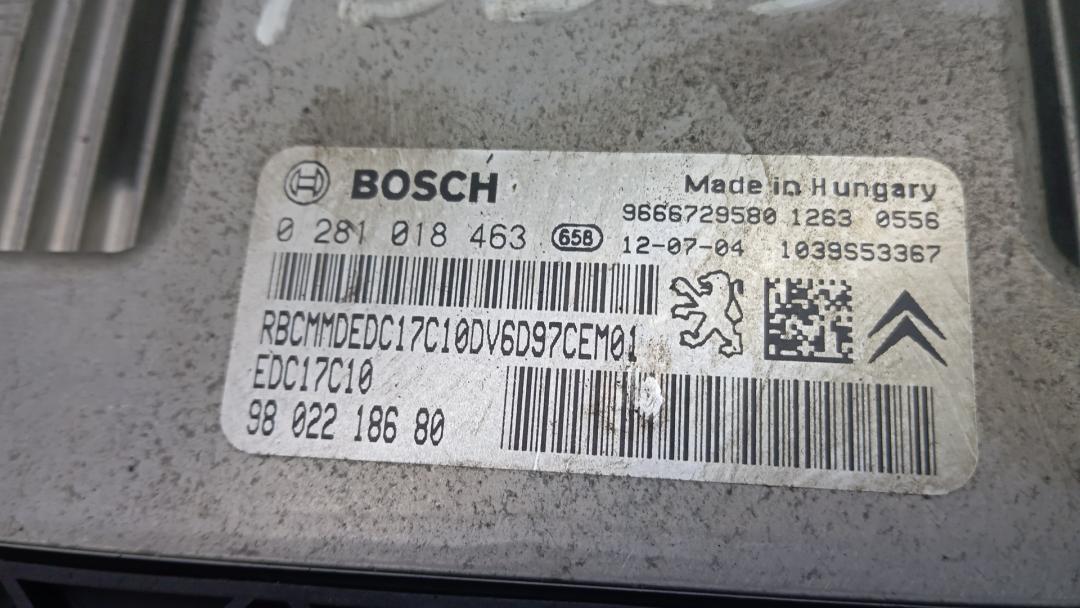 BOSCH
Made in Hungary
9666729580 1263 0556
0 281 018 463 65B
12-07-04 1039S53367
RBCMMDEDC17C10DV6D97CEM01
EDC17C10
98 022 186 80